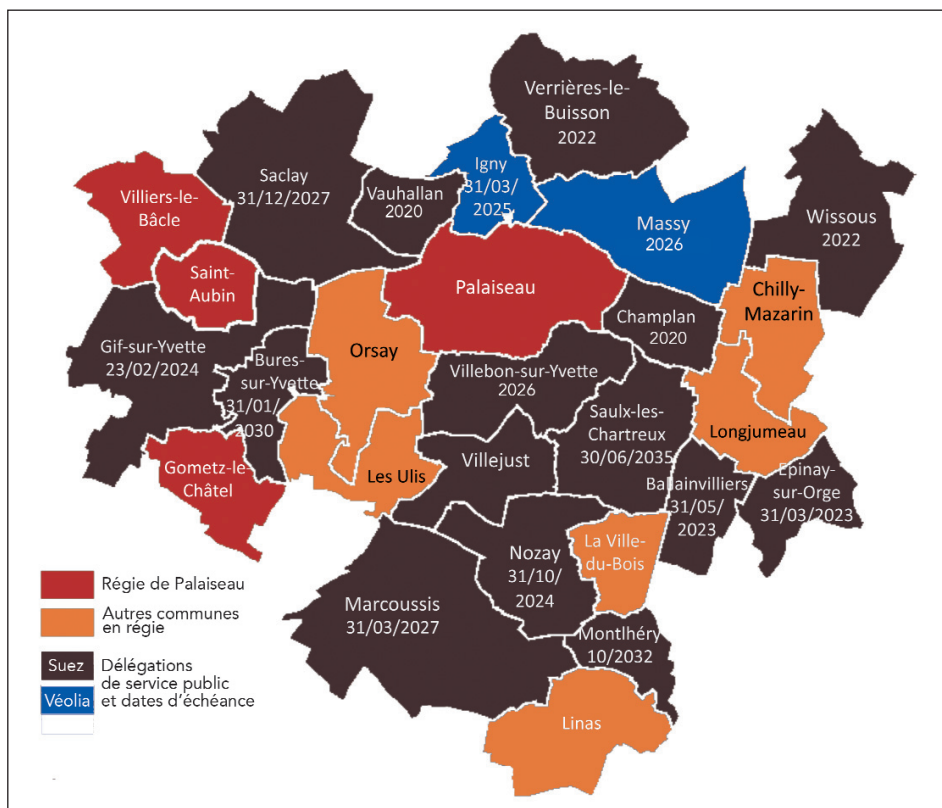 Verrières-le-
Buisson
2022
Igny
31/03/
2025
Saclay
31/12/2027
Vauhallan
2020
Villiers-le-
Bâcle
Massy
2026
Wissous
2022
Saint-
Aubin
Palaiseau
Chilly-
Mazarin
Champlan
2020
Orsay
Gif-sur-Yvette
23/02/2024
Bures-
sur-Yvette
31/01/
2030
Villebon-sur-Yvette
2026
Saulx-les-
Chartreux
30/06/2035
Longjumeau
Gometz-le-
Châtel
Les Ulis
Villejust
Ballainvilliers
31/05/
2023
Epinay-
sur-Orge
31/03/2023
Nozay
31/10/
2024
La Ville-
du-Bois
Marcoussis
31/03/2027
Montlhéry
10/2032
Linas
Régie de Palaiseau
Autres communes
en régie
Suez
Véolia
Délégations
de service public
et dates d'échéance